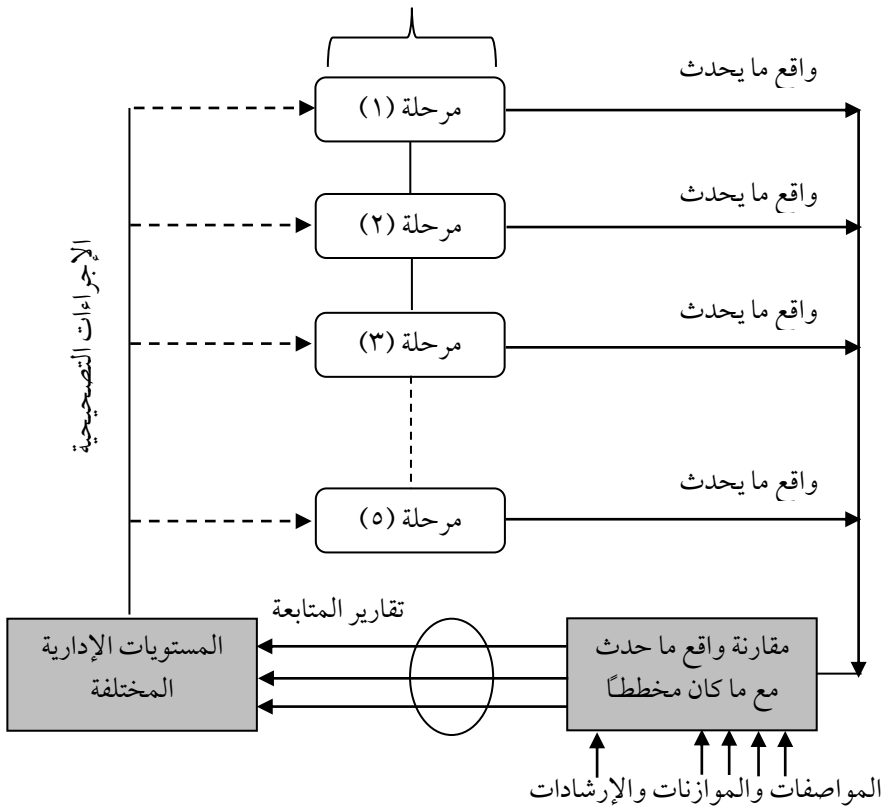 واقع ما يحدث
مرحلة (١)
واقع ما يحدث
مرحلة (٢)
واقع ما يحدث
مرحلة (٣)
الإجراءات التصحيحية
واقع ما يحدث
مرحلة (٥)
تقارير المتابعة
مقارنة واقع ما حدث
مع ما كان مخططاً
المستويات الإدارية
المختلفة
المواصفات والموازنات والإرشادات